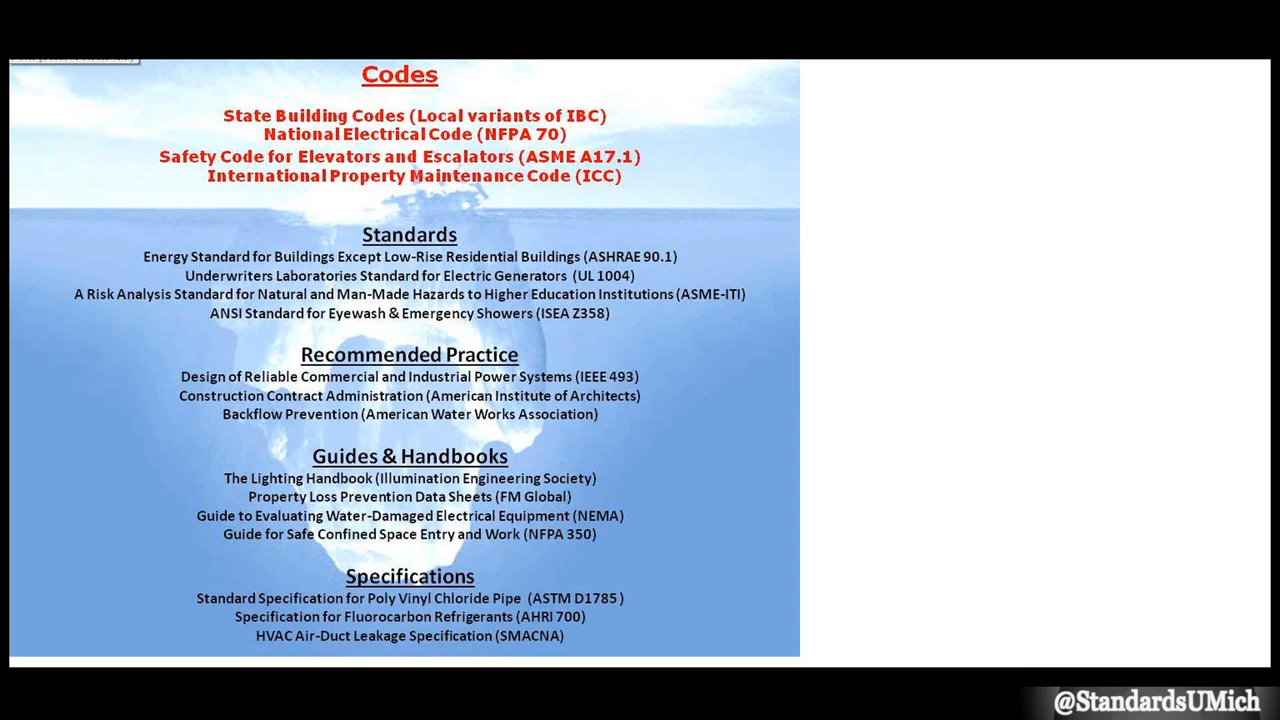 Codes
State Building Codes (Local variants of IBC)
National Electrical Code (NFPA 70)
Safety Code for Elevators and Escalators (ASME A17.1)
International Property Maintenance Code (ICC)
Standards
Energy Standard for Buildings Except Low-Rise Residential Buildings (ASHRAE 90.1)
Underwriters Laboratories Standard for Electric Generators (UL 1004)
A Risk Analysis Standard for Natural and Man-Made Hazards to Higher Education Institutions (ASME-ITI)
ANSI Standard for Eyewash & Emergency Showers (ISEA Z358)
Recommended Practice
Design of Reliable Commercial and Industrial Power Systems (IEEE 493)
Construction Contract Administration (American Institute of Architects)
Backflow Prevention (American Water Works Association)
Guides & Handbooks
The Lighting Handbook (Illumination Engineering Society)
Property Loss Prevention Data Sheets (FM Global)
Guide to Evaluating Water-Damaged Electrical Equipment (NEMA)
Guide for Safe Confined Space Entry and Work (NFPA 350)
Specifications
Standard Specification for Poly Vinyl Chloride Pipe (ASTM D1785 )
Specification for Fluorocarbon Refrigerants (AHRI 700)
HVAC Air-Duct Leakage Specification (SMACNA)
@StandardsUMich